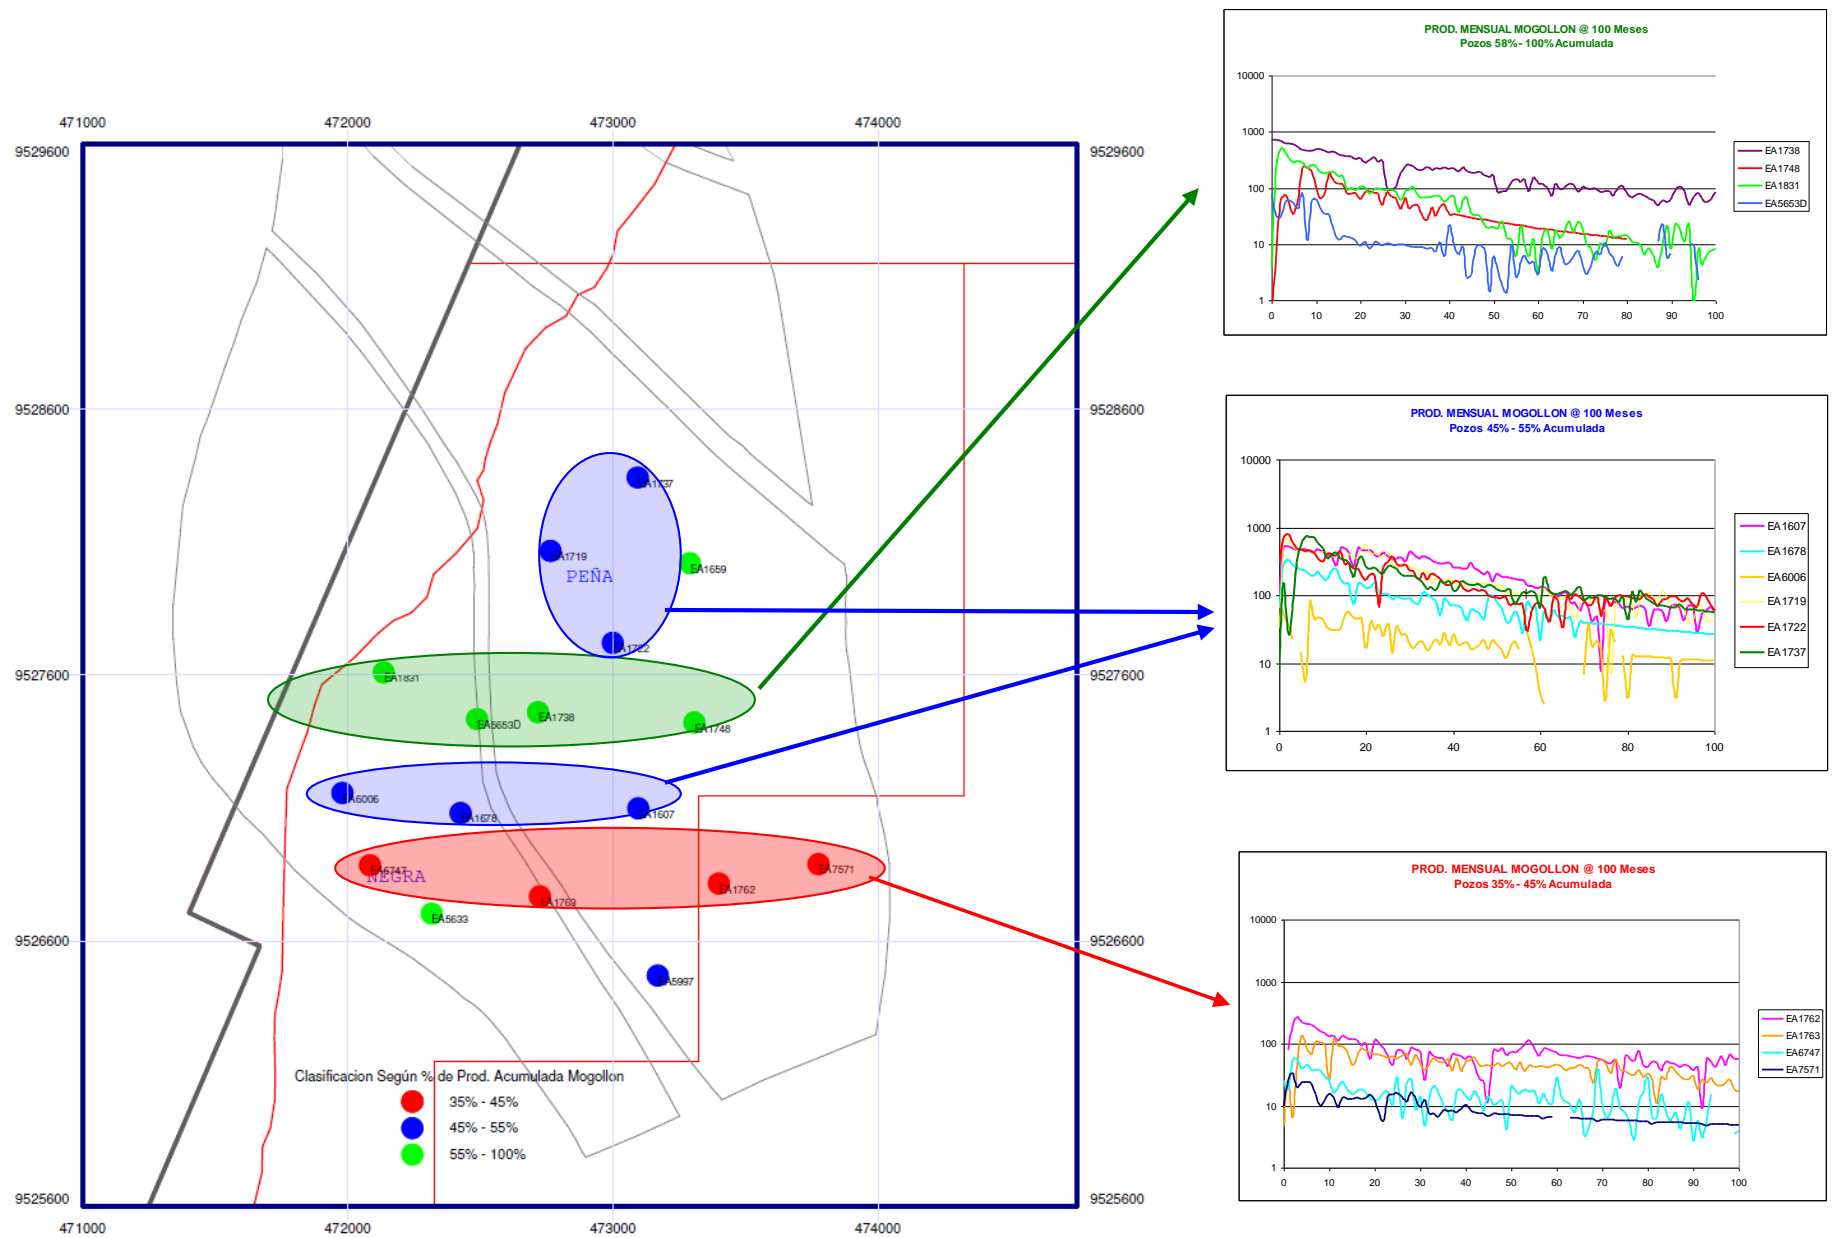 471000
472000
473000
474000
9529600
9529600
9528600
9528600
EA1737
EA1719
PEÑA
EA1659
EA1722
9527600
9527600
EA1831
EA5653D
EA1738
EA1748
EA6006
EA1678
EA1607
EA6747
NEGRA
EA1763
EA1762
EA7571
EA5633
9526600
9526600
EA5997
Clasificacion Según % de Prod. Acumulada Mogollon
35% - 45%
45% - 55%
55% - 100%
9525600
9525600
471000
472000
473000
474000
PROD. MENSUAL MOGOLLON @ 100 Meses
Pozos 58% - 100% Acumulada
10000
1000
100
10
1
0 10 20 30 40 50 60 70 80 90 100
EA1738
EA1748
EA1831
EA5653D
PROD. MENSUAL MOGOLLON @ 100 Meses
Pozos 45% - 55% Acumulada
10000
1000
100
10
1
0 20 40 60 80 100
EA1607
EA1678
EA6006
EA1719
EA1722
EA1737
PROD. MENSUAL MOGOLLON @ 100 Meses
Pozos 35% - 45% Acumulada
10000
1000
100
10
1
0 10 20 30 40 50 60 70 80 90 100
EA1762
EA1763
EA6747
EA7571